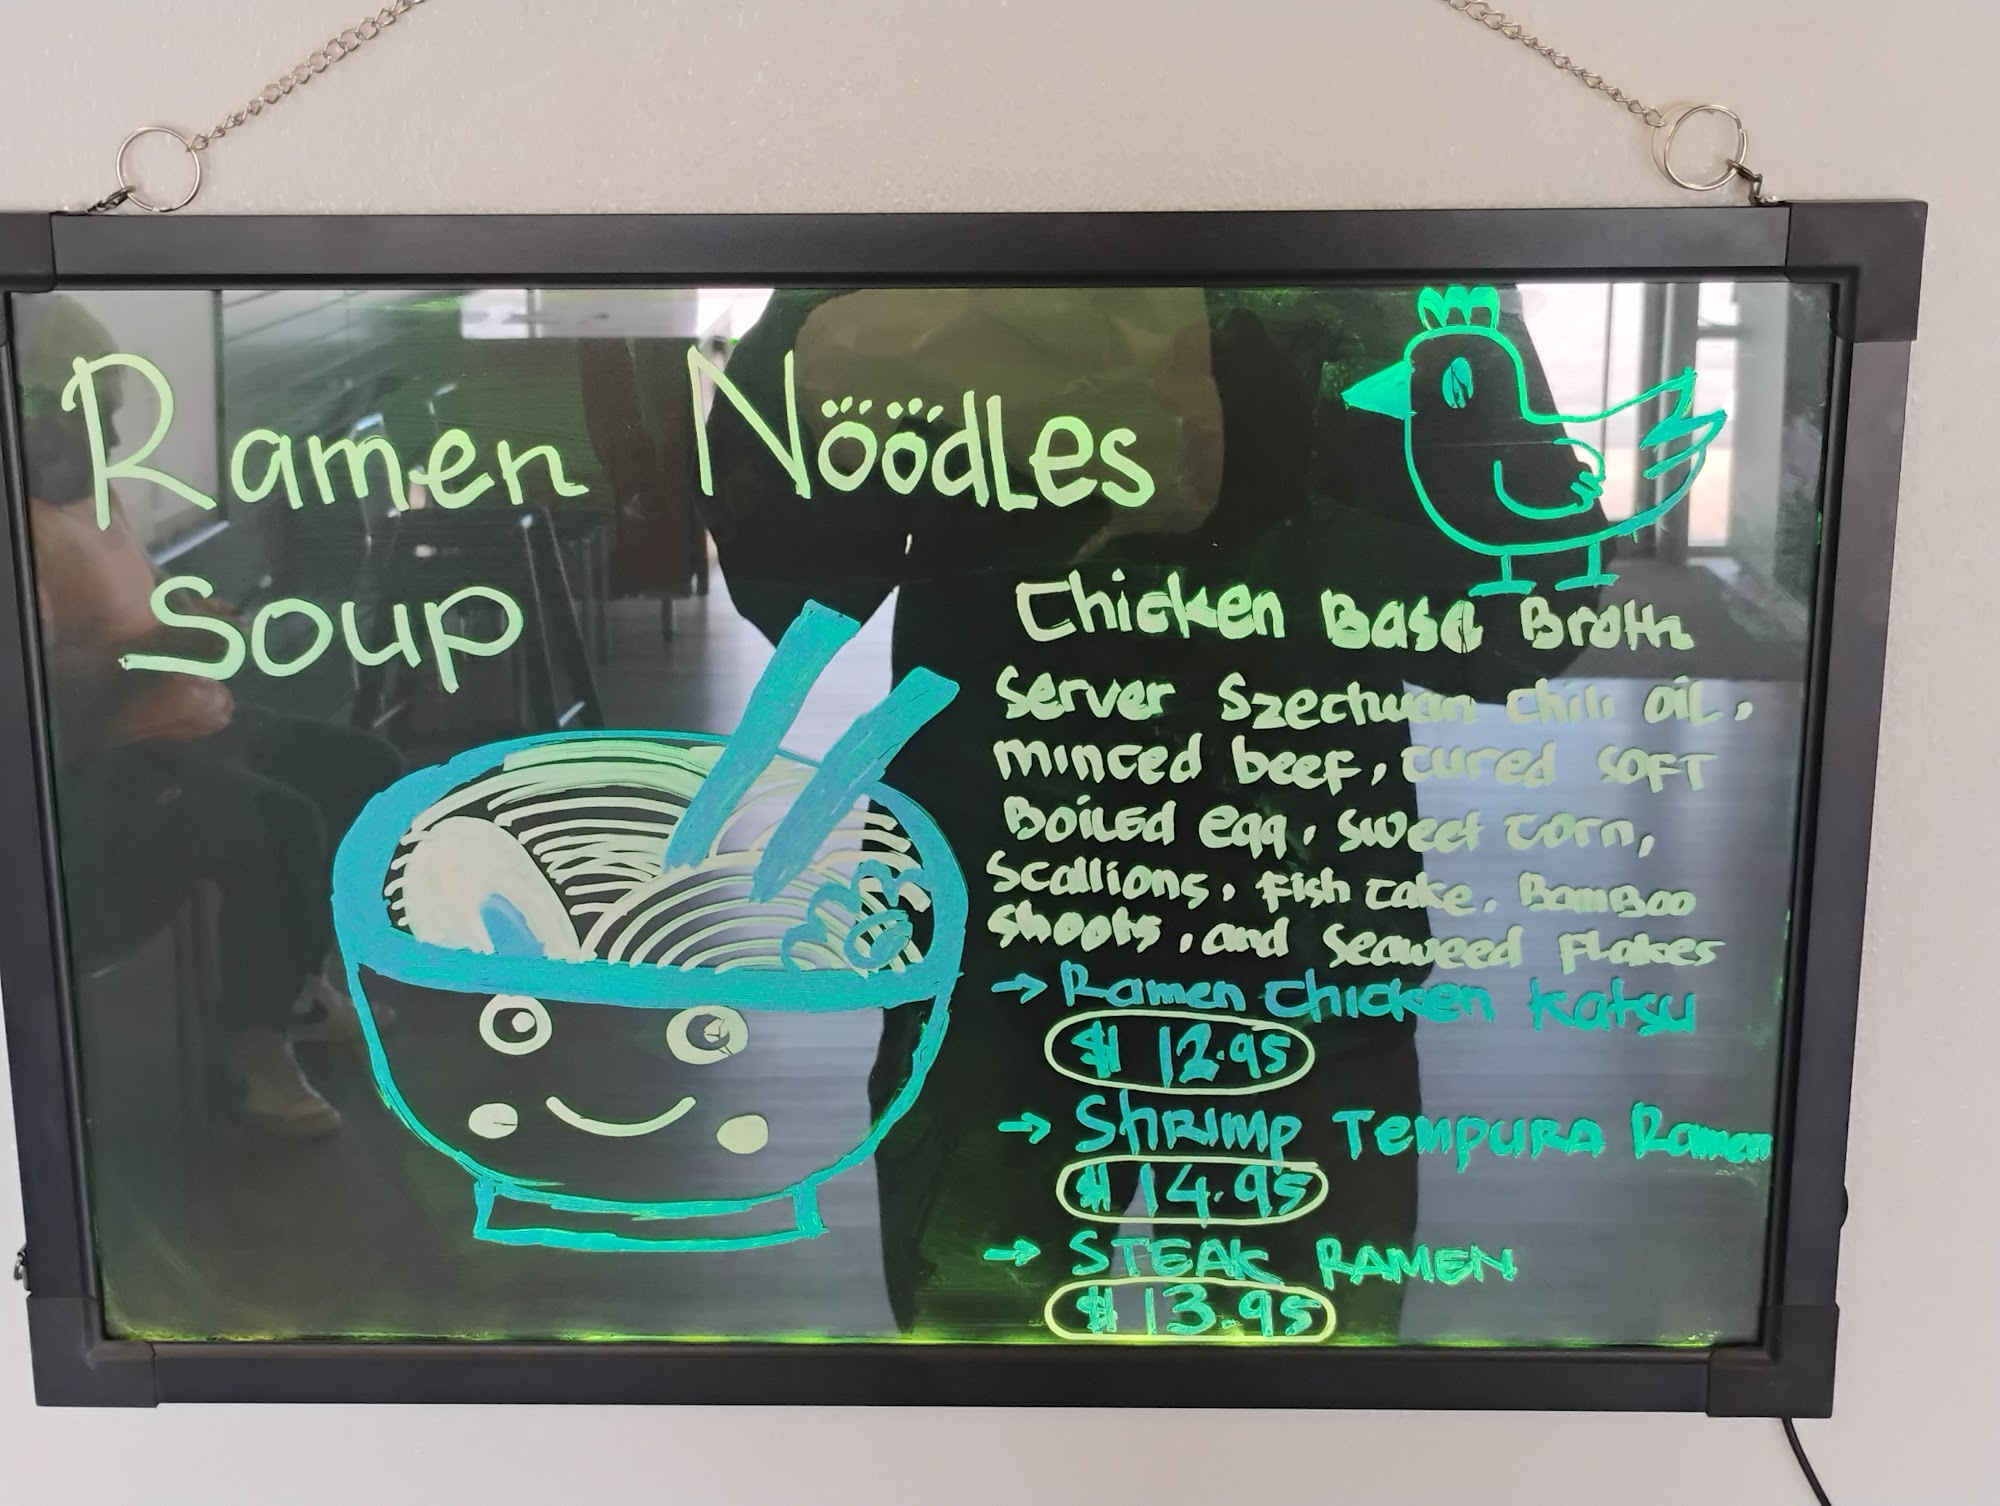 Ramen Noodles
Soup
Chicken Base Broth
Server Szechwan Chili oil,
minced beef, cured SOFT
Boiled egg, sweet corn,
Scallions, fish cake, Bamboo
shoots, and Seaweed Flakes
→ Ramen Chicken Katsu
$ 12.95
→ Shrimp Tempura Ramen
$ 14.95
→ STEAK RAMEN
$ 13.95